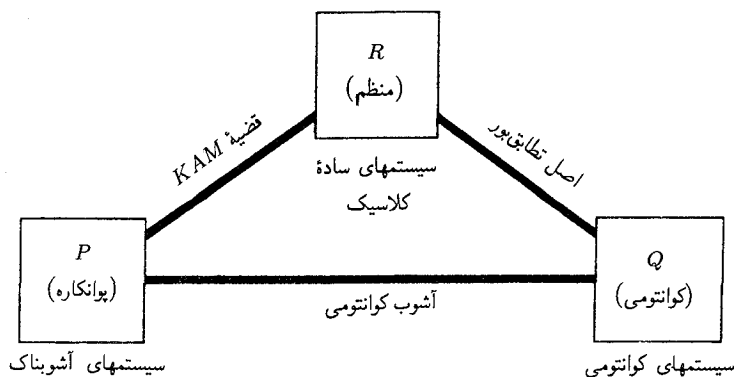 R
(منظم)
قضیهٔ KAM
اصل تطابق‌بور
سیستمهای سادهٔ
کلاسیک
P
(پوانکاره)
Q
(کوانتومی)
آشوب کوانتومی
سیستمهای آشوبناک
سیستمهای کوانتومی